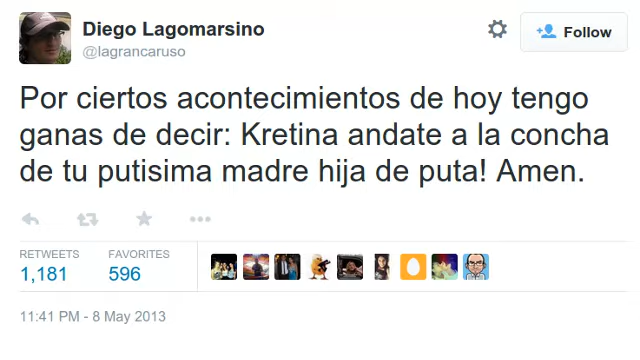 Diego Lagomarsino
@lagrancaruso
Follow
Por ciertos acontecimientos de hoy tengo
ganas de decir: Kretina andate a la concha
de tu putisima madre hija de puta! Amen.
RETWEETS FAVORITES
1,181 596
11:41 PM - 8 May 2013